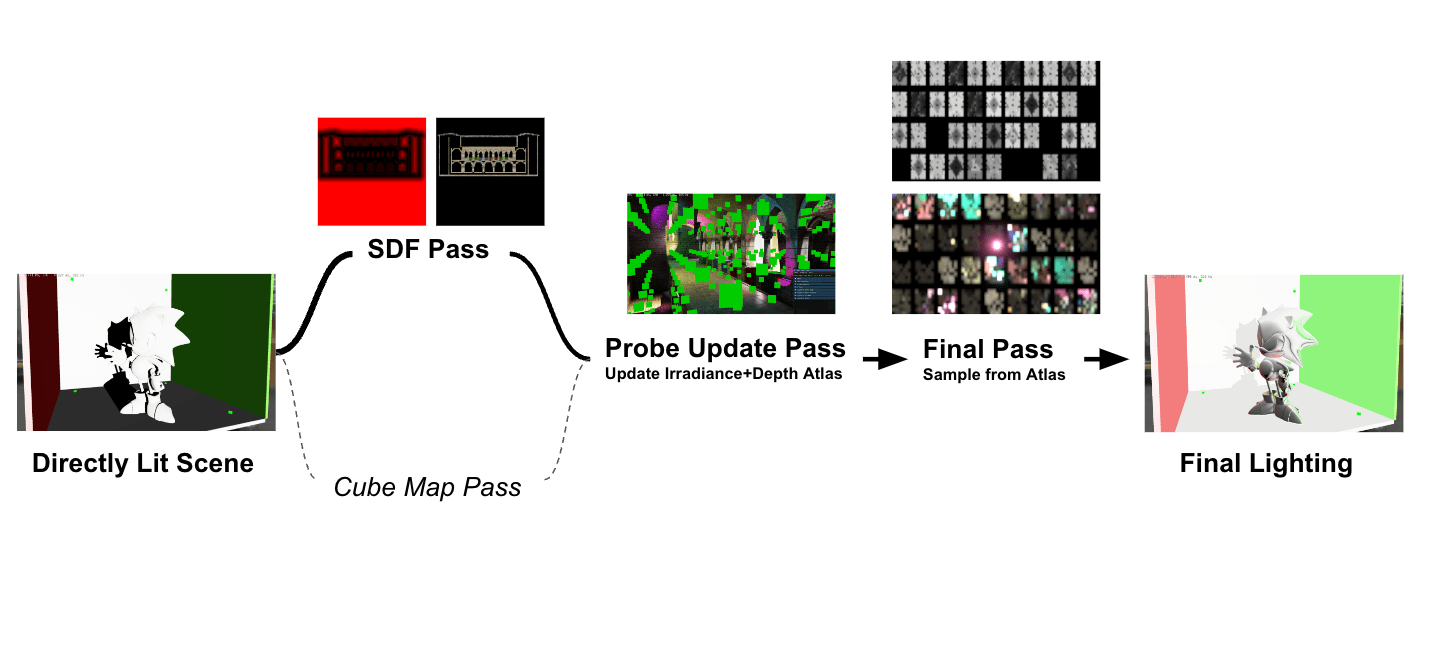 SDF Pass
Directly Lit Scene
Cube Map Pass
Probe Update Pass
Update Irradiance+Depth Atlas
Final Pass
Sample from Atlas
Final Lighting